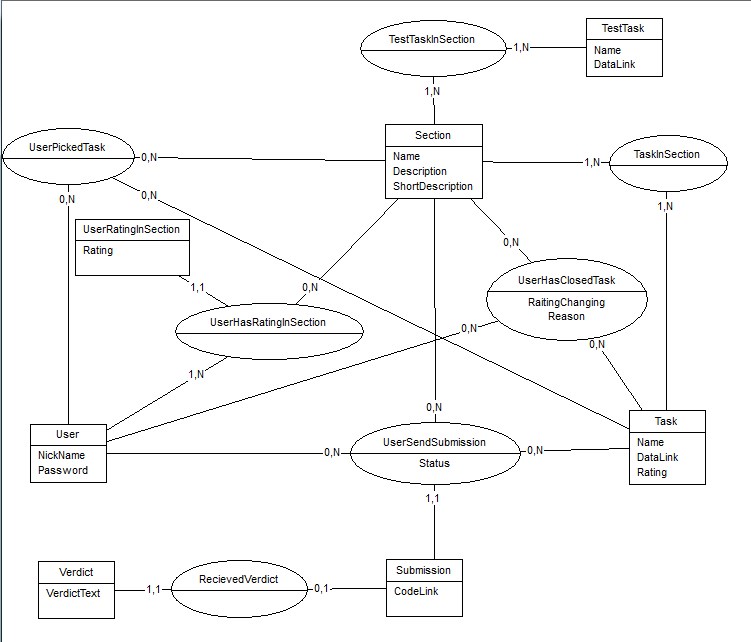 TestTaskInSection
1,N
TestTask
Name
DataLink
1,N
Section
Name
Description
ShortDescription
UserPickedTask
0,N
1,N
TaskInSection
0,N
0,N
1,N
UserRatingInSection
Rating
0,N
1,1
0,N
UserHasClosedTask
RaitingChanging
Reason
UserHasRatingInSection
0,N
0,N
1,N
0,N
User
NickName
Password
0,N
UserSendSubmission
Status
0,N
Task
Name
DataLink
Rating
1,1
Verdict
VerdictText
1,1
RecievedVerdict
0,1
Submission
CodeLink